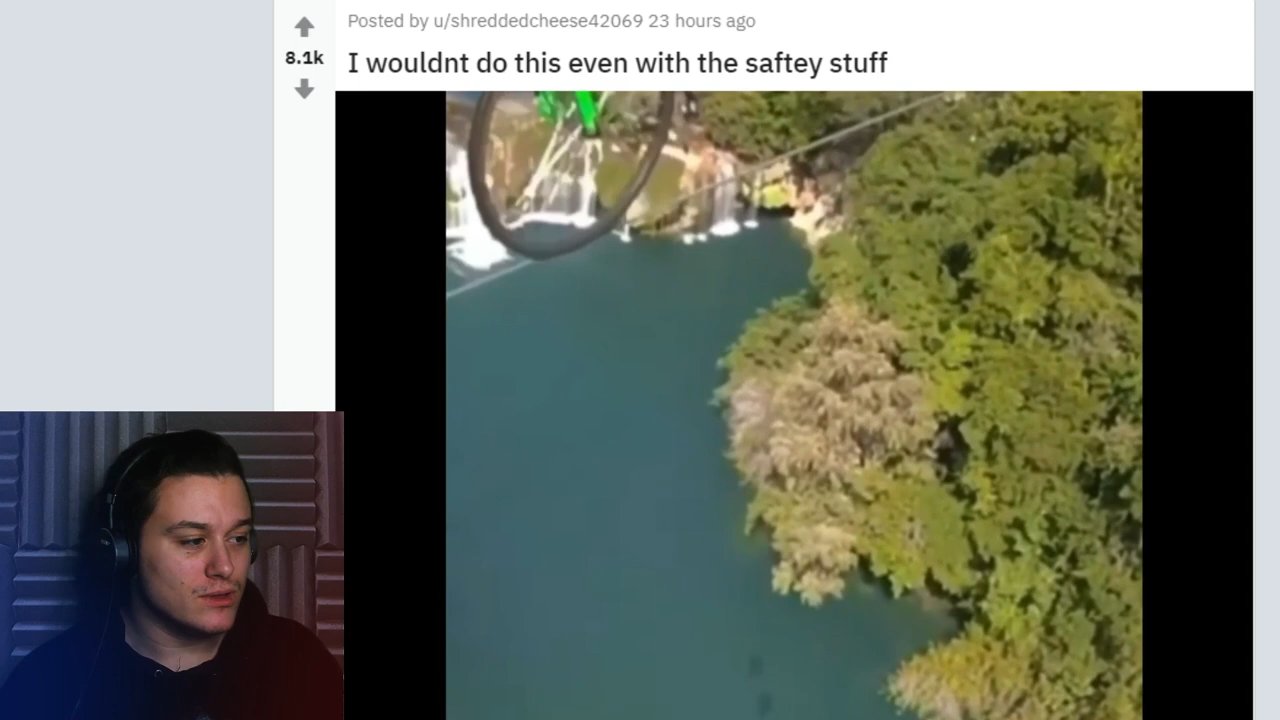 Posted by u/shreddedcheese42069 23 hours ago
8.1k
I wouldnt do this even with the saftey stuff